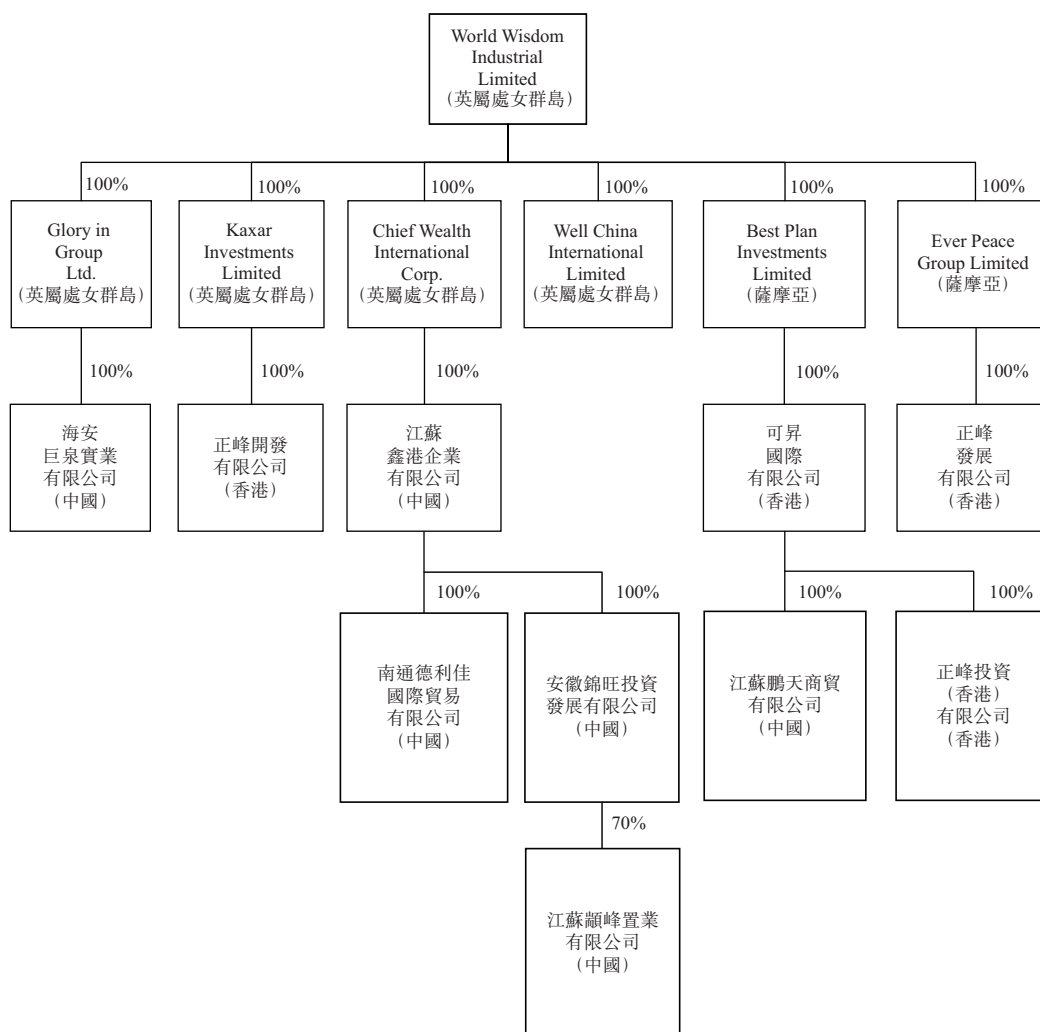 World Wisdom
Industrial
Limited
(英屬處女群島)
100%
100%
100%
100%
100%
100%
Glory in
Group
Ltd.
(英屬處女群島)
Kaxar
Investments
Limited
(英屬處女群島)
Chief Wealth
International
Corp.
(英屬處女群島)
Well China
International
Limited
(英屬處女群島)
Best Plan
Investments
Limited
(薩摩亞)
Ever Peace
Group Limited
(薩摩亞)
100%
100%
100%
100%
100%
海安
巨泉實業
有限公司
(中國)
正峰開發
有限公司
(香港)
江蘇
鑫港企業
有限公司
(中國)
可昇
國際
有限公司
(香港)
正峰
發展
有限公司
(香港)
100%
100%
100%
100%
南通德利佳
國際貿易
有限公司
(中國)
安徽錦旺投資
發展有限公司
(中國)
江蘇鵬天商貿
有限公司
(中國)
正峰投資
(香港)
有限公司
(香港)
70%
江蘇顓峰置業
有限公司
(中國)